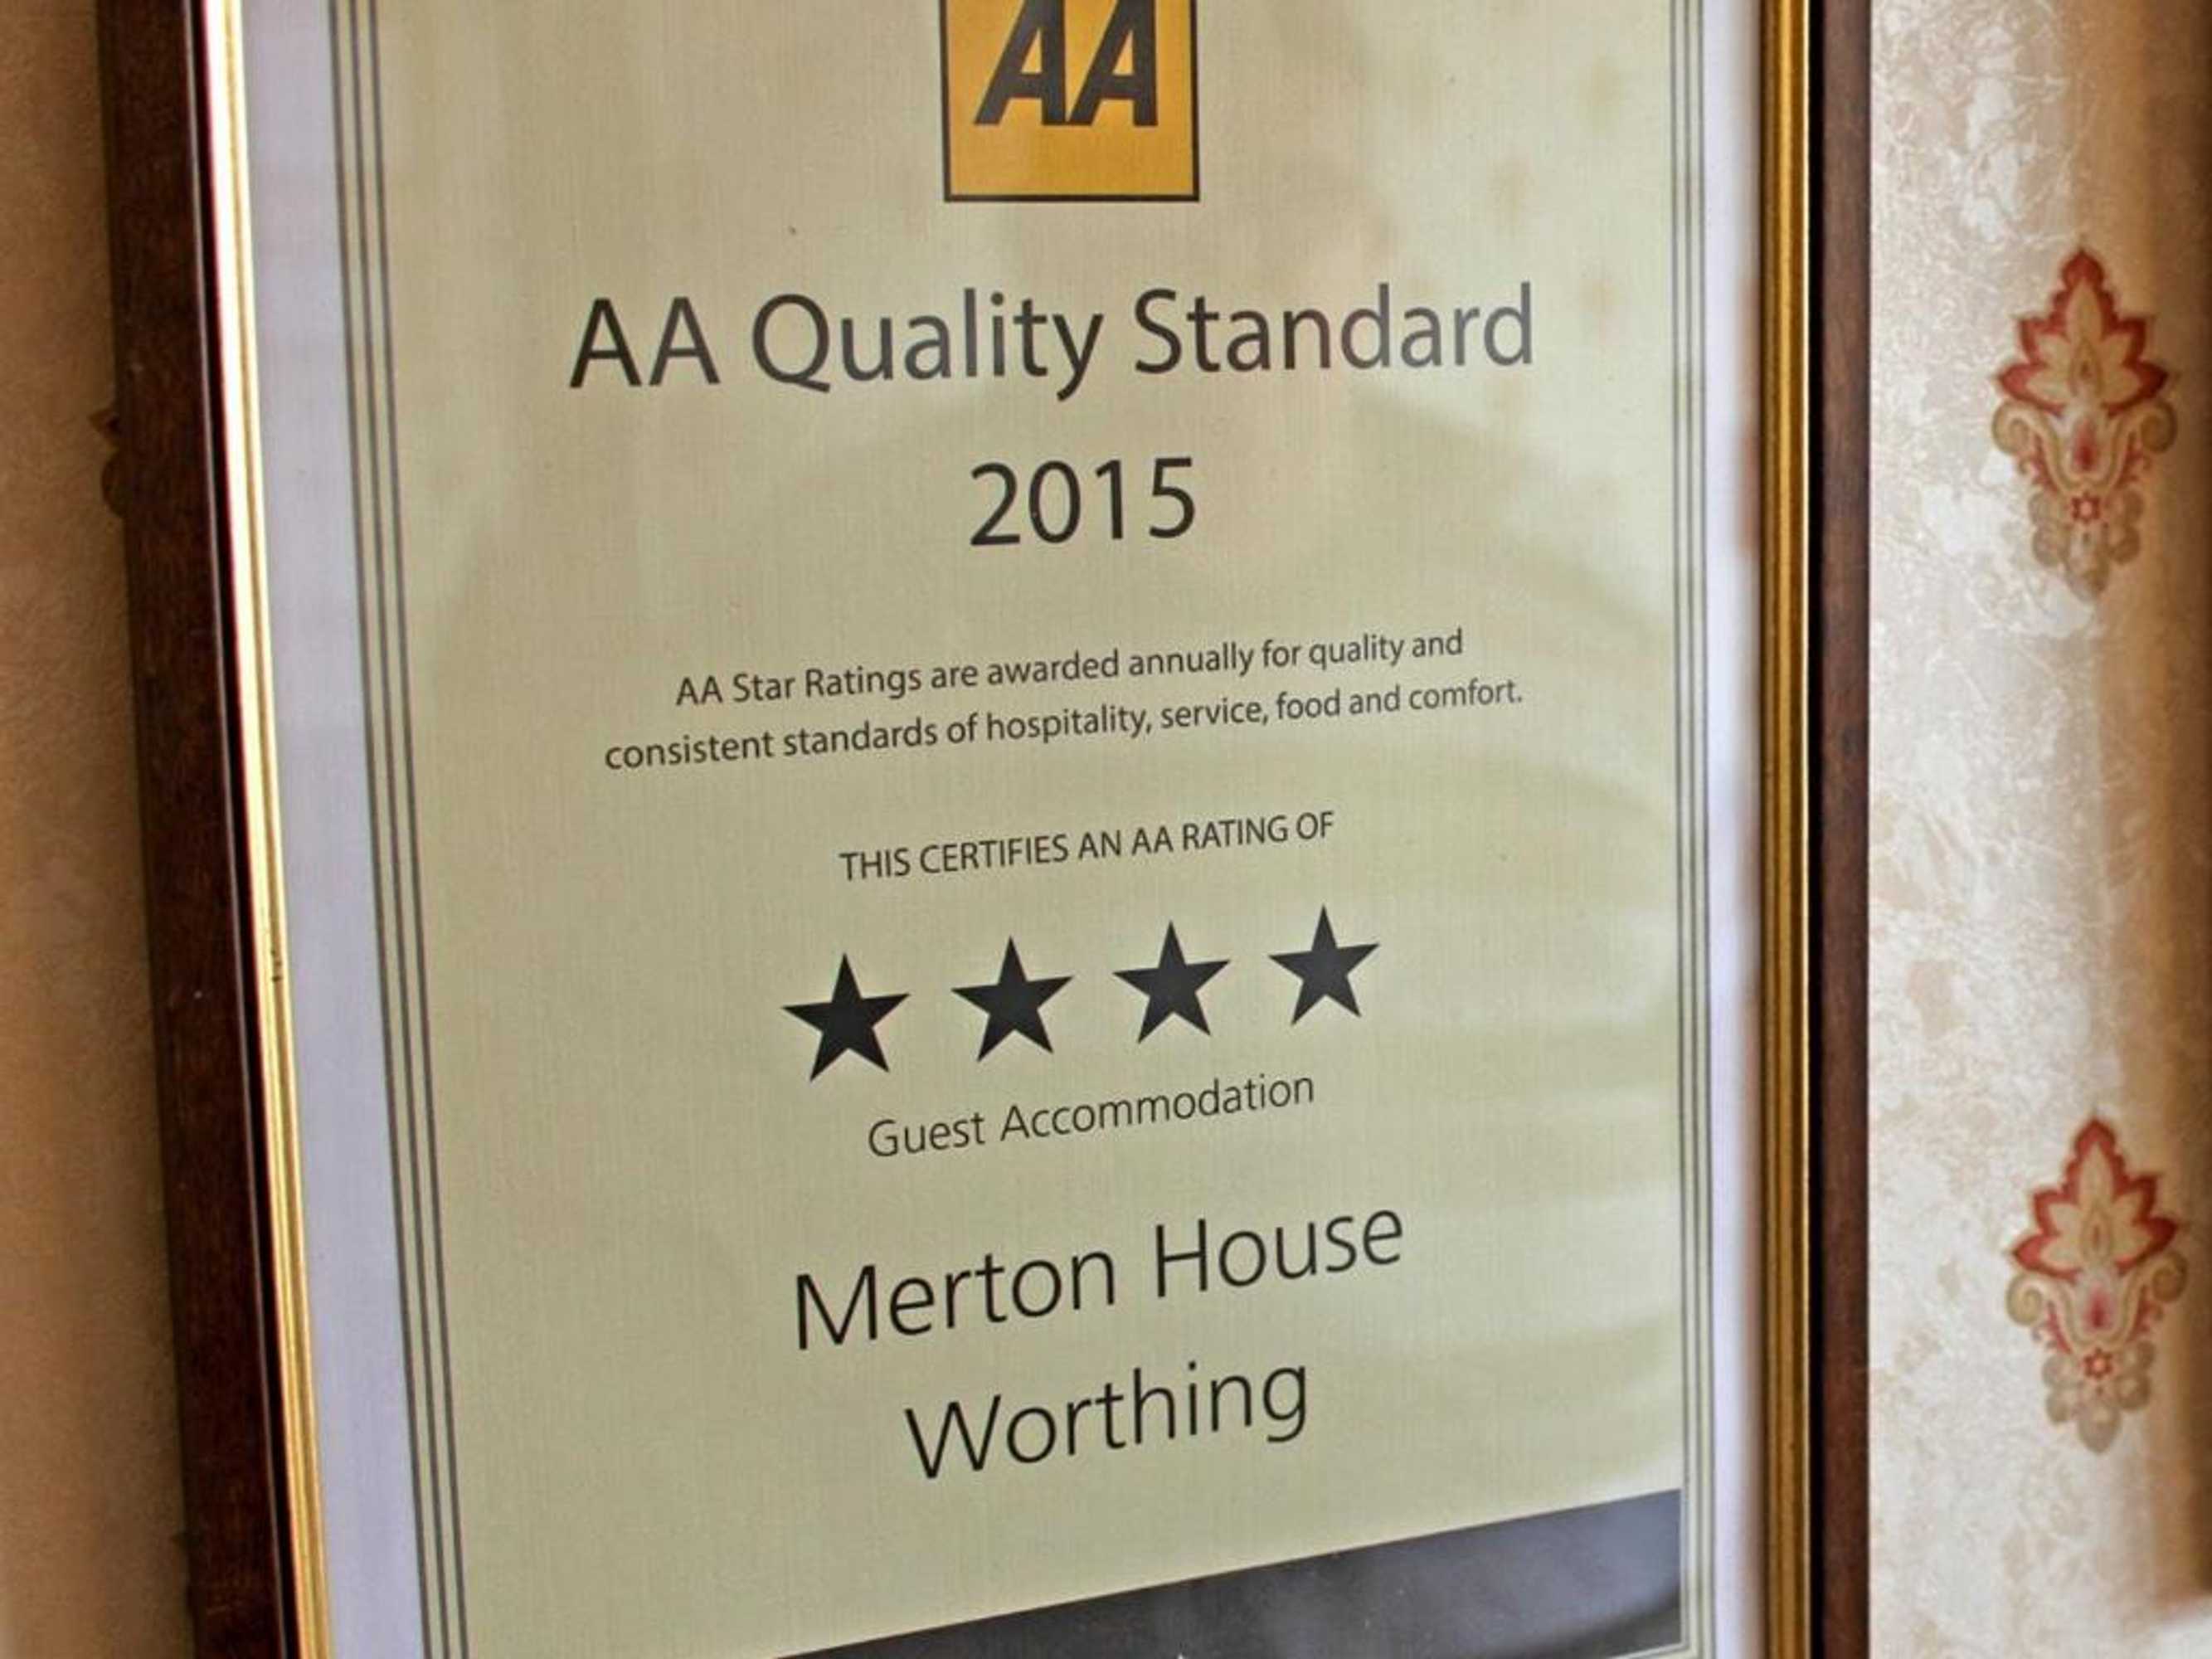 AA
AA Quality Standard
2015
AA Star Ratings are awarded annually for quality and
consistent standards of hospitality, service, food and comfort.
THIS CERTIFIES AN AA RATING OF
Guest Accommodation
Merton House
Worthing